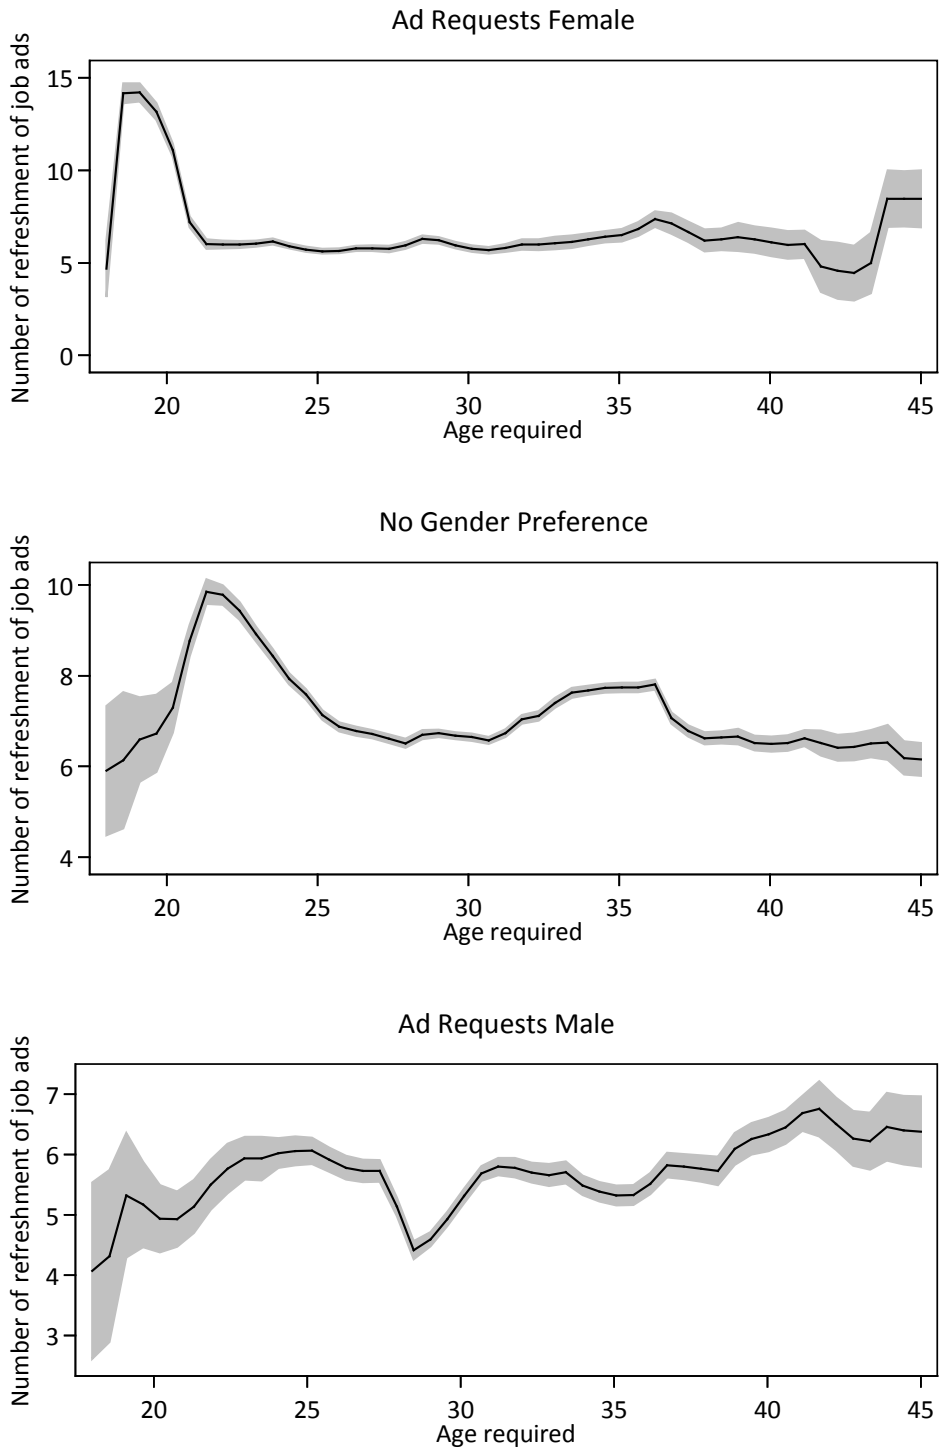 Ad Requests Female
Number of refreshment of job ads
15
10
5
0
20 25 30 35 40 45
Age required
No Gender Preference
Number of refreshment of job ads
10
8
6
4
20 25 30 35 40 45
Age required
Ad Requests Male
Number of refreshment of job ads
7
6
5
4
3
20 25 30 35 40 45
Age required